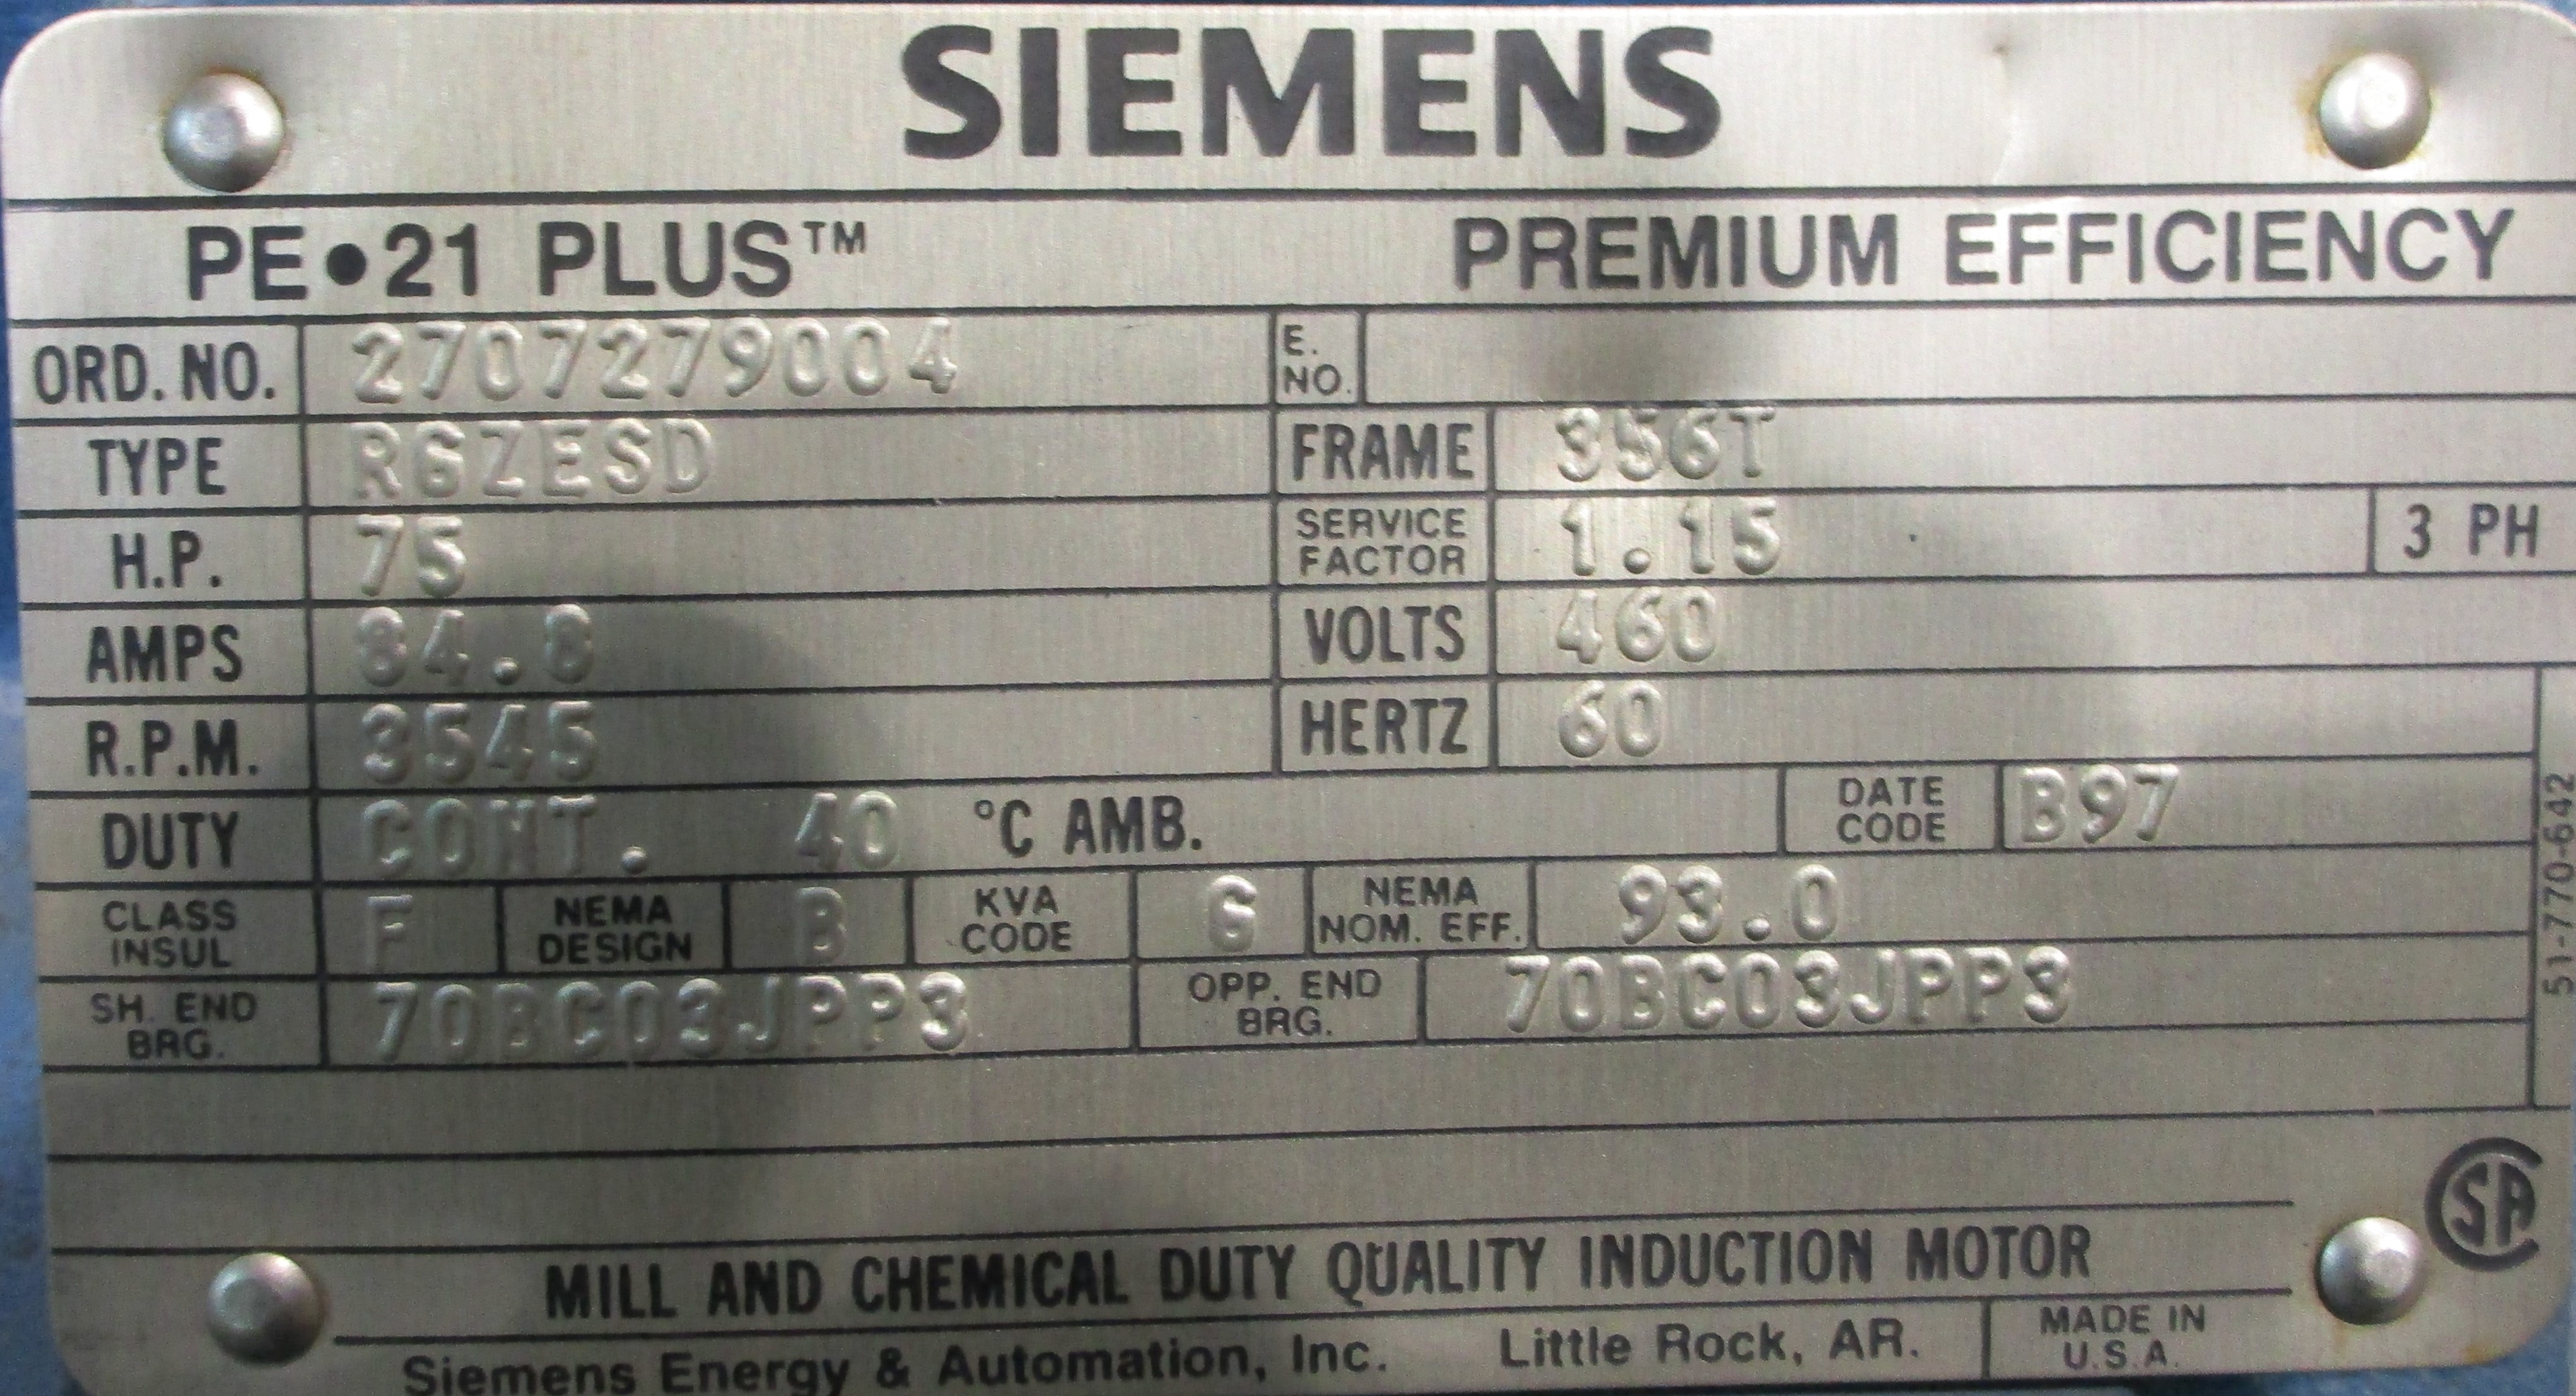 SIEMENS
PE•21 PLUS™ PREMIUM EFFICIENCY
ORD. NO. 2707279004 E. NO.
TYPE RGZESD FRAME 356T
H.P. 75 SERVICE FACTOR 1.15 3 PH
AMPS 84.8 VOLTS 460
R.P.M. 3545 HERTZ 60
DUTY CONT. 40 °C AMB. DATE CODE B97
CLASS INSUL F NEMA DESIGN B KVA CODE G NEMA NOM. EFF. 93.0
SH. END BRG. 70BC03JPP3 OPP. END BRG. 70BC03JPP3
51-770-642
SA
MILL AND CHEMICAL DUTY QUALITY INDUCTION MOTOR
Siemens Energy & Automation, Inc. Little Rock, AR. MADE IN U.S.A.